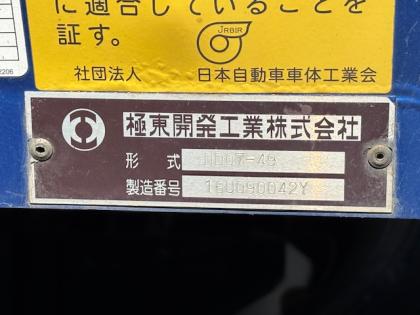 に適合していることを
証す。
JRBIR
社団法人 日本自動車車体工業会
2206
極東開発工業株式会社
形式
製造番号